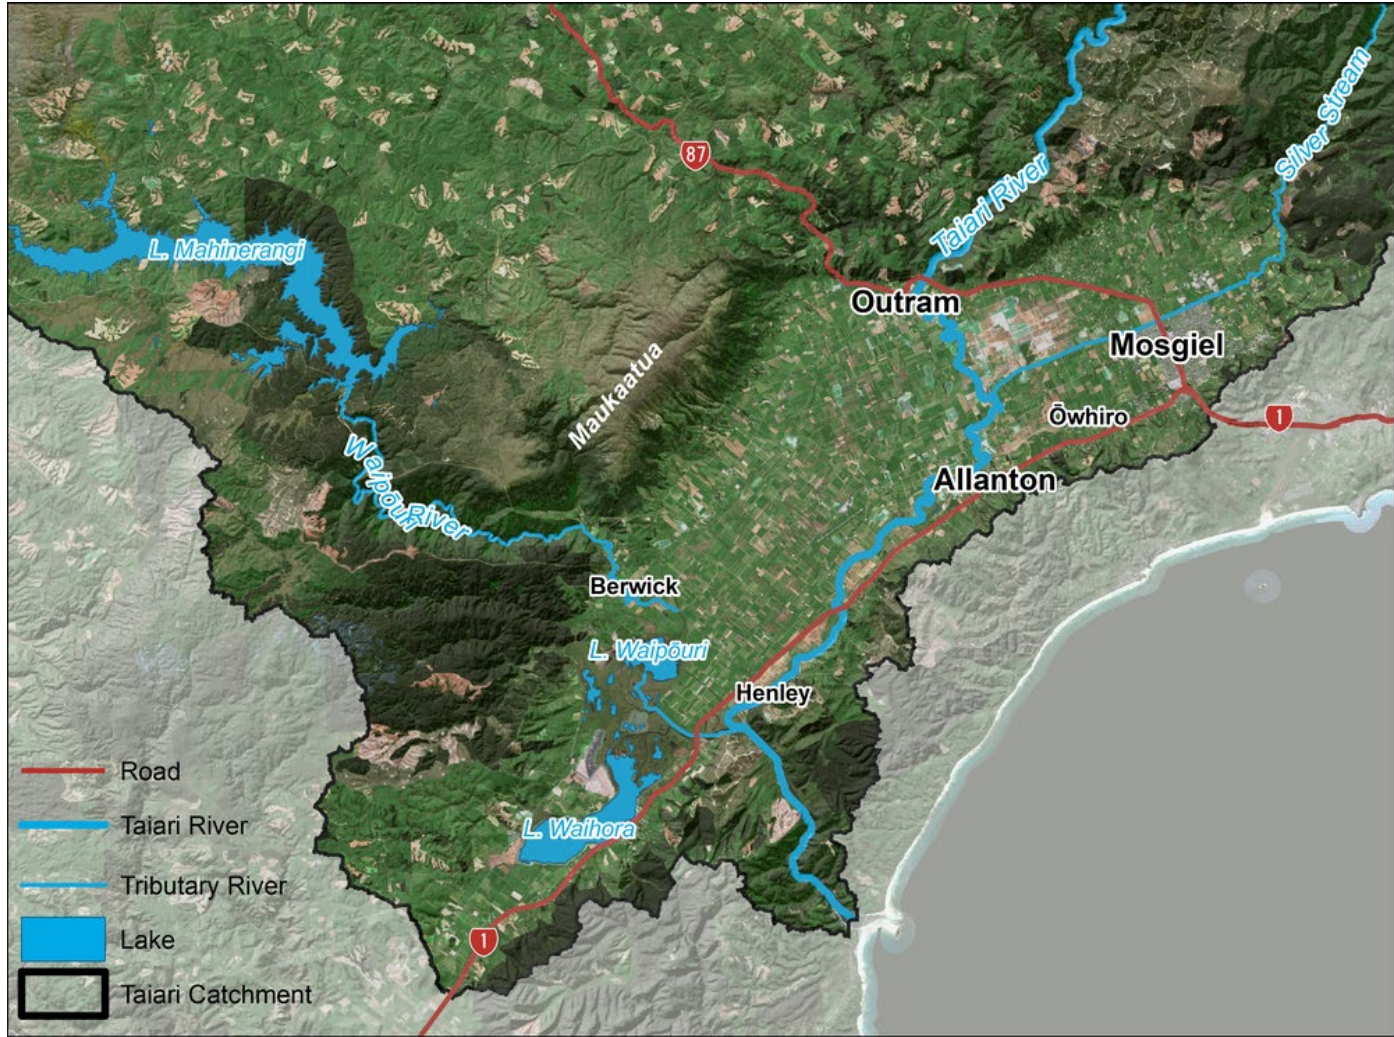 Silver Stream
87
Taiari River
L. Mahinerangi
Outram
Mosgiel
Maukaatua
Ōwhiro
1
Waipōuri River
Allanton
Berwick
L. Waipōuri
Henley
L. Waihora
1
Road
Taiari River
Tributary River
Lake
Taiari Catchment